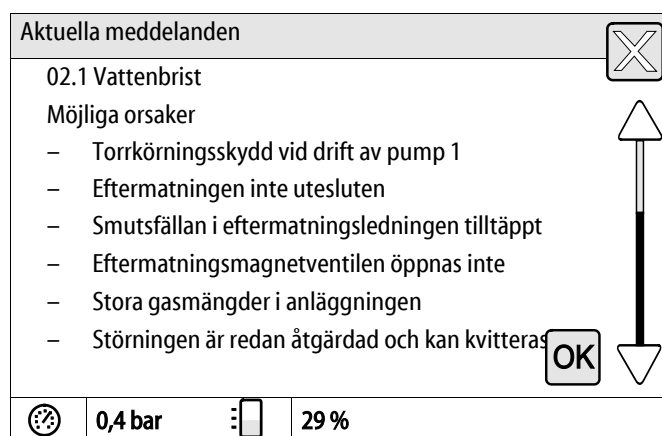 Aktuella meddelanden
02.1 Vattenbrist
Möjliga orsaker
– Torrkörningsskydd vid drift av pump 1
– Eftermatningen inte utesluten
– Smutsfällan i eftermatningsledningen tilltäppt
– Eftermatningsmagnetventilen öppnas inte
– Stora gasmängder i anläggningen
– Störningen är redan åtgärdad och kan kvitteras
OK
0,4 bar 29 %